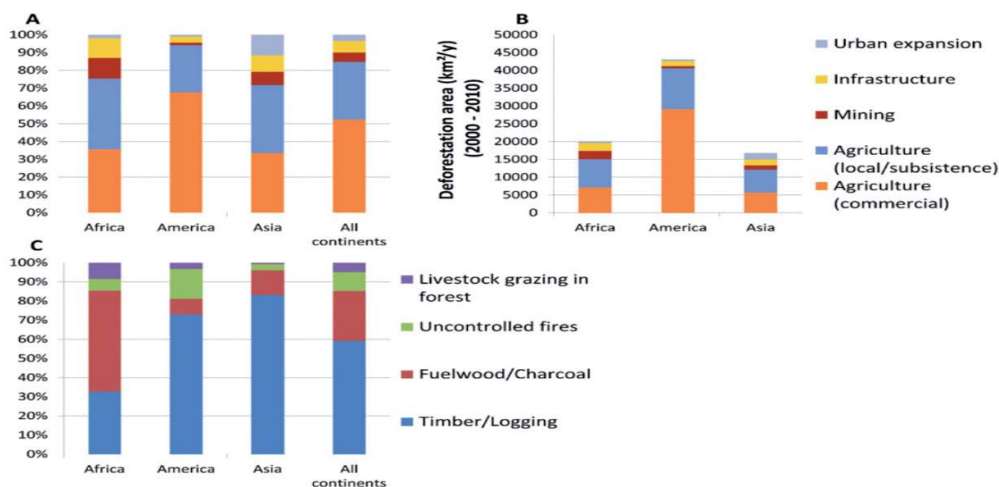 A
100%
90%
80%
70%
60%
50%
40%
30%
20%
10%
0%
Africa
America
Asia
All
continents
B
Deforestation area (km²/y)
(2000 - 2010)
50000
45000
40000
35000
30000
25000
20000
15000
10000
5000
0
Africa
America
Asia
Urban expansion
Infrastructure
Mining
Agriculture
(local/subsistence)
Agriculture
(commercial)
C
100%
90%
80%
70%
60%
50%
40%
30%
20%
10%
0%
Africa
America
Asia
All
continents
Livestock grazing in
forest
Uncontrolled fires
Fuelwood/Charcoal
Timber/Logging